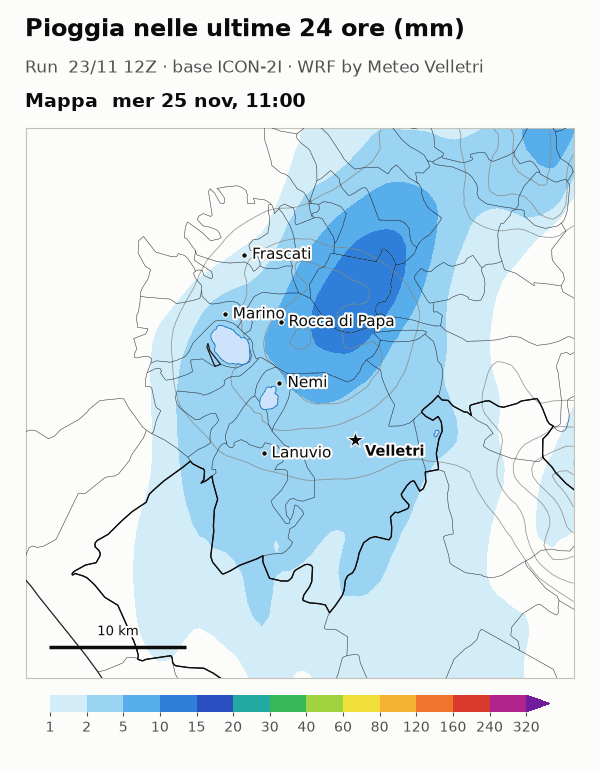 Pioggia nelle ultime 24 ore (mm)
Run 23/11 12Z · base ICON-2I · WRF by Meteo Velletri
Mappa mer 25 nov, 11:00
Frascati
Marino
Rocca di Papa
Nemi
Velletri
Lanuvio
10 km
1 2 5 10 15 20 30 40 60 80 120 160 240 320